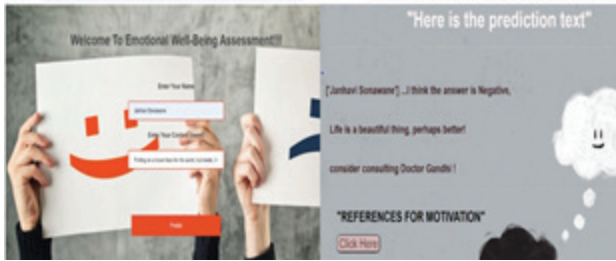 Welcome To Emotional Well-Being Assessment!!!
Enter Your Name
Janhavi Sonawane
Enter Your Content
Predict
"Here is the prediction text"
['Janhavi Sonawane'] ...I think the answer is Negative,
Life is a beautiful thing, perhaps better!
consider consulting Doctor Gandhi !
"REFERENCES FOR MOTIVATION"
Click Here